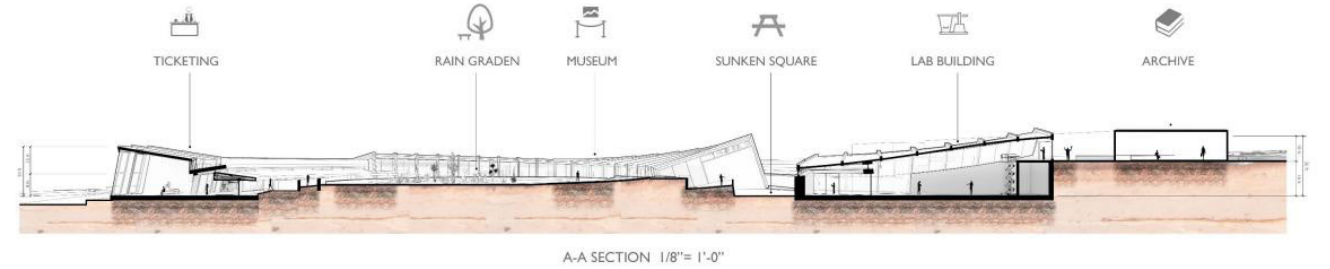 TICKETING
RAIN GRADEN
MUSEUM
SUNKEN SQUARE
LAB BUILDING
ARCHIVE
A-A SECTION 1/8"= 1'-0"